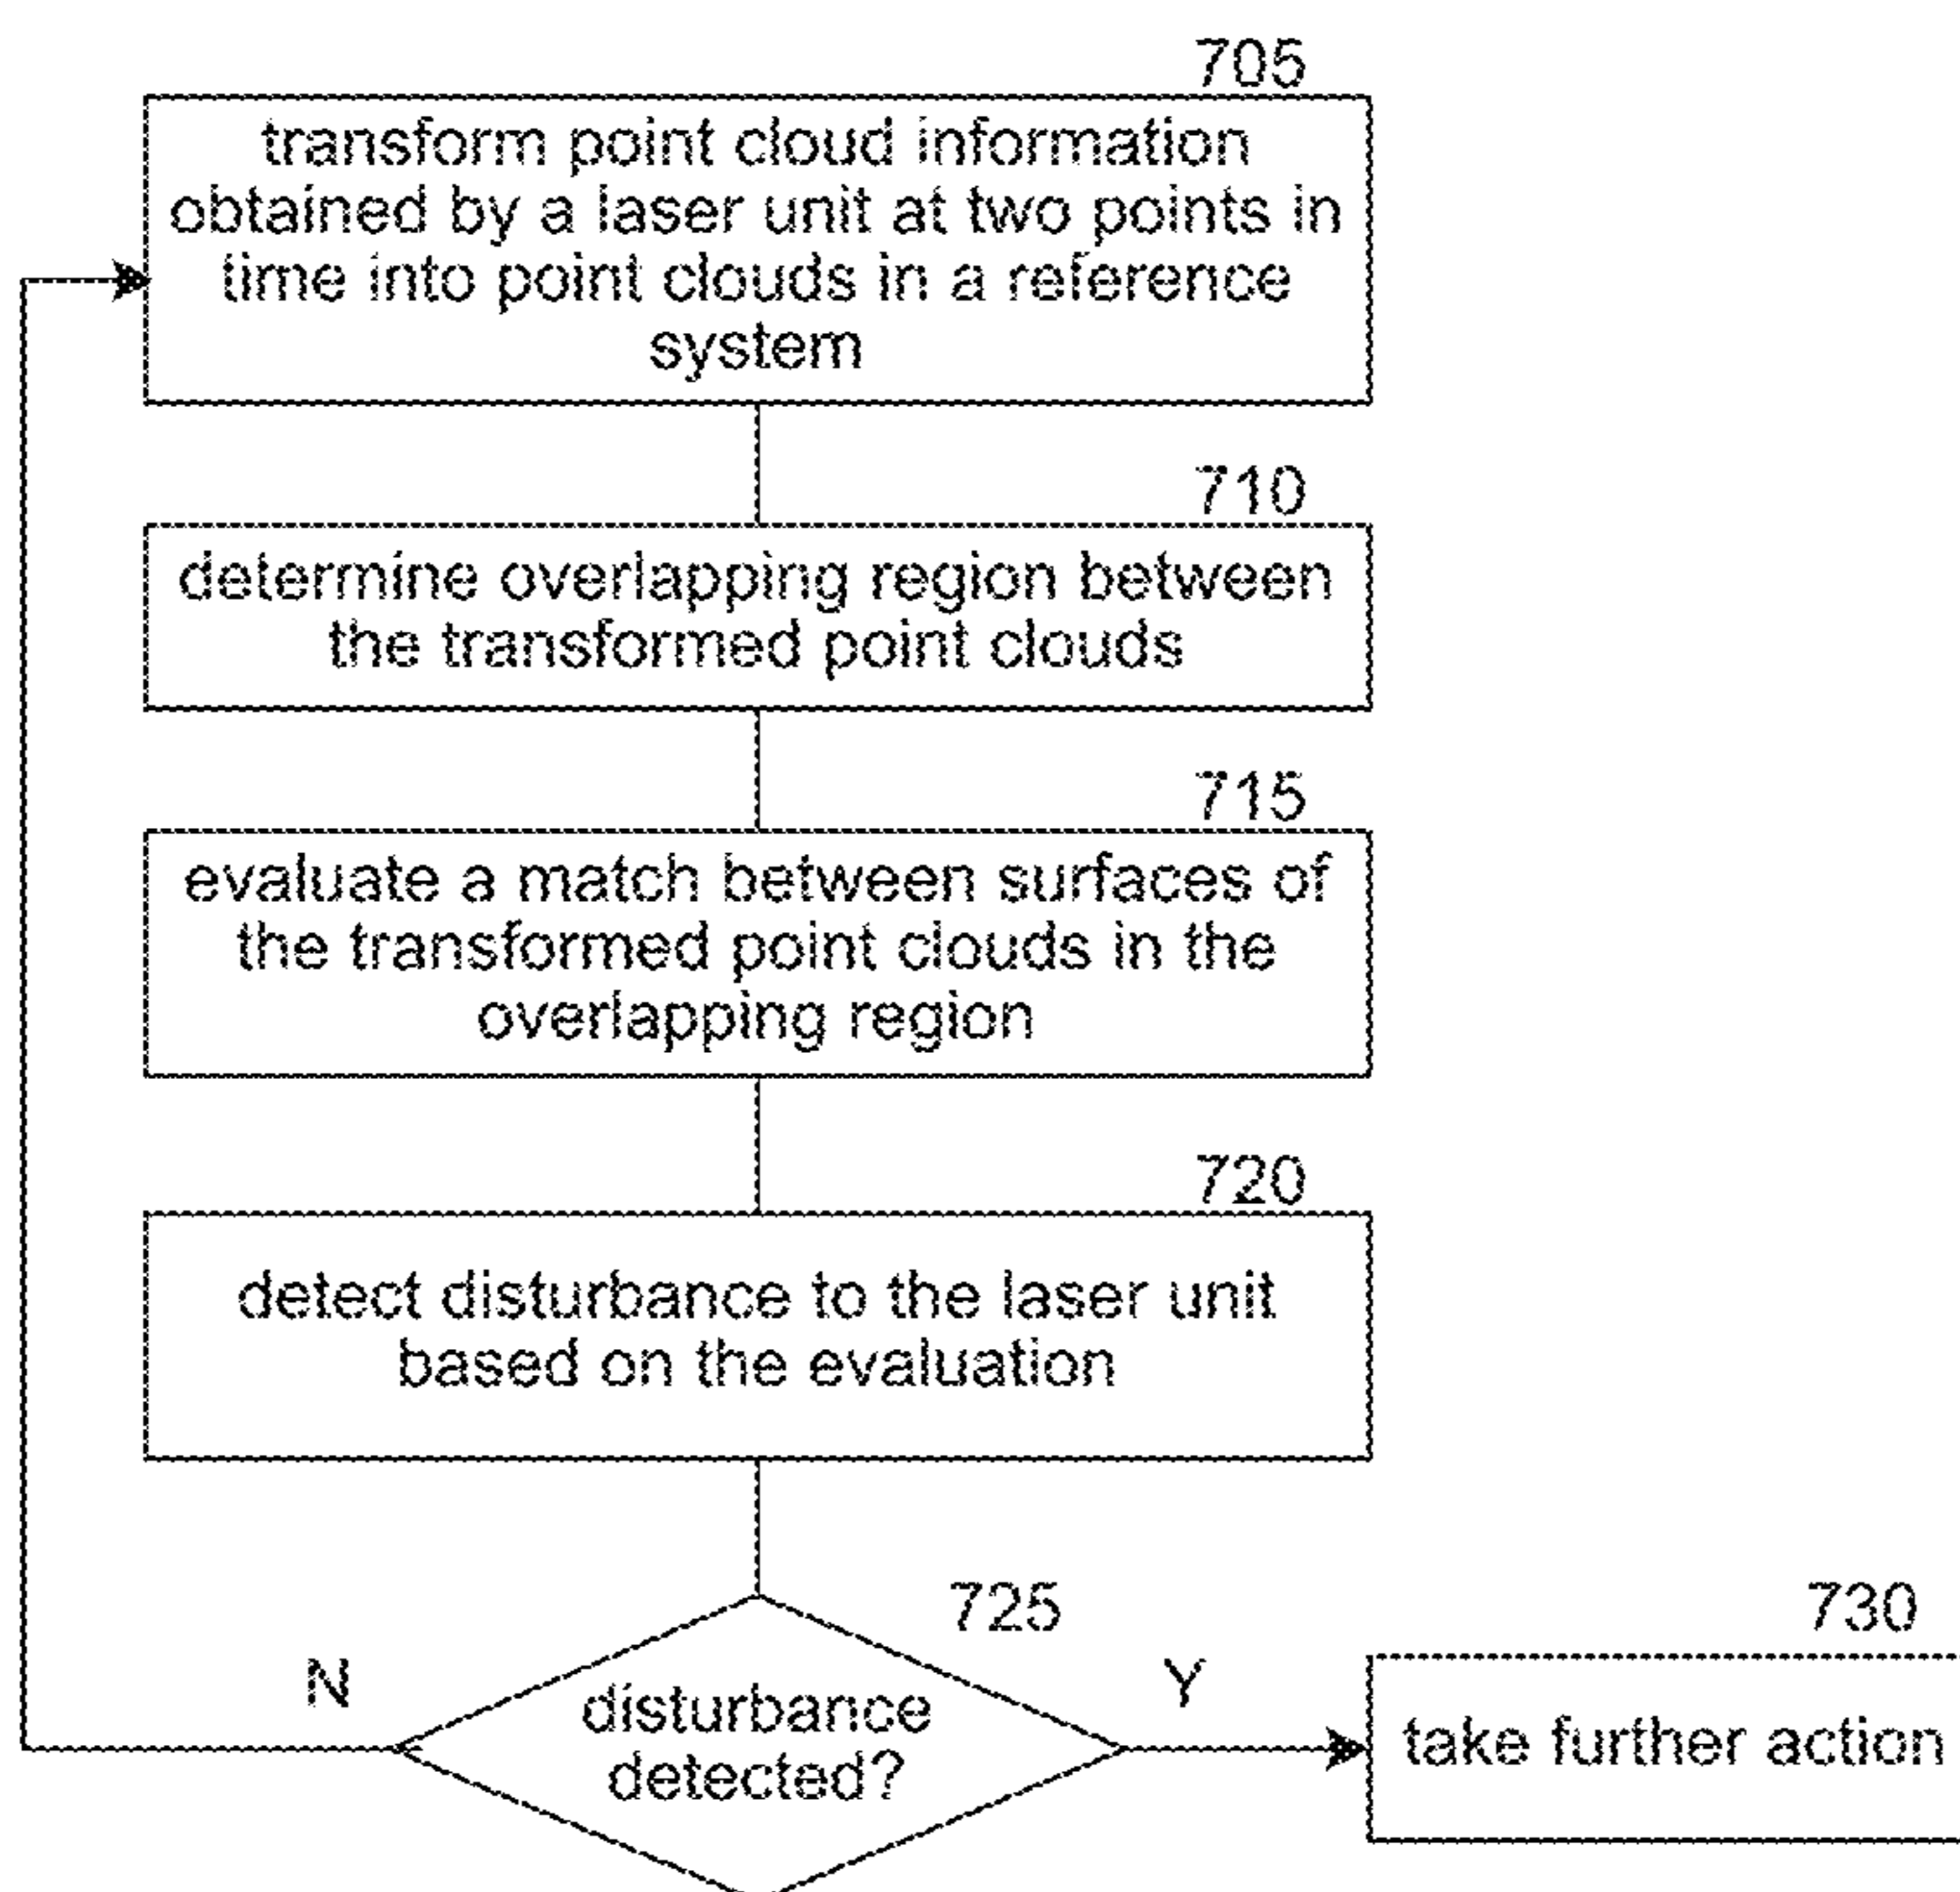 705
transform point cloud information
obtained by a laser unit at two points in
time into point clouds in a reference
system
710
determine overlapping region between
the transformed point clouds
715
evaluate a match between surfaces of
the transformed point clouds in the
overlapping region
720
detect disturbance to the laser unit
based on the evaluation
725
730
N
Y
disturbance
detected?
take further action